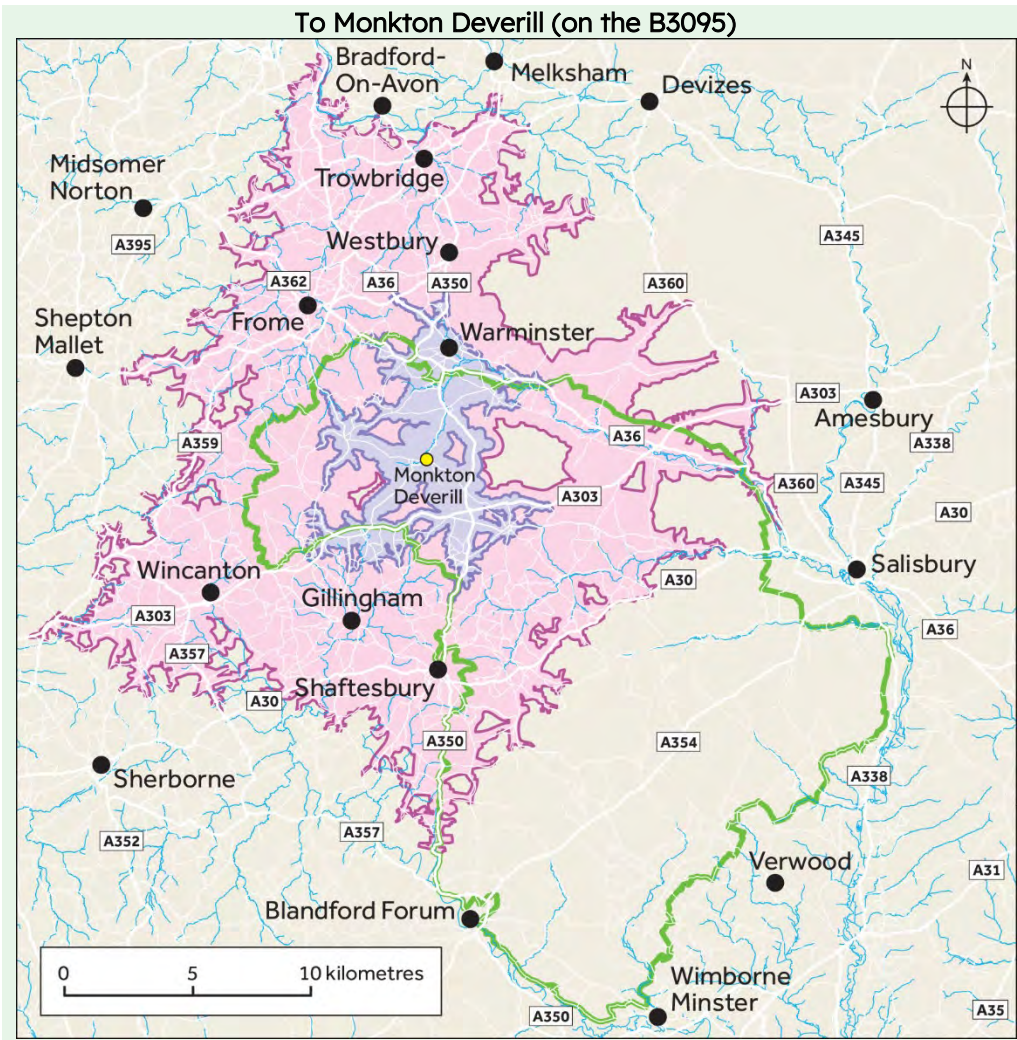 To Monkton Deverill (on the B3095)
Bradford-
On-Avon
Melksham
Devizes
N
Midsomer
Norton
Trowbridge
A395
A345
Westbury
A362
A36
A350
A360
Shepton
Mallet
Frome
Warminster
A303
Amesbury
A359
A36
A338
Monkton
Deverill
A303
A360
A345
A30
Wincanton
Salisbury
A30
Gillingham
A303
A36
A357
Shaftesbury
A30
A350
A354
Sherborne
A338
A357
A352
Verwood
A31
Blandford Forum
0 5 10 kilometres
Wimborne
Minster
A350
A35